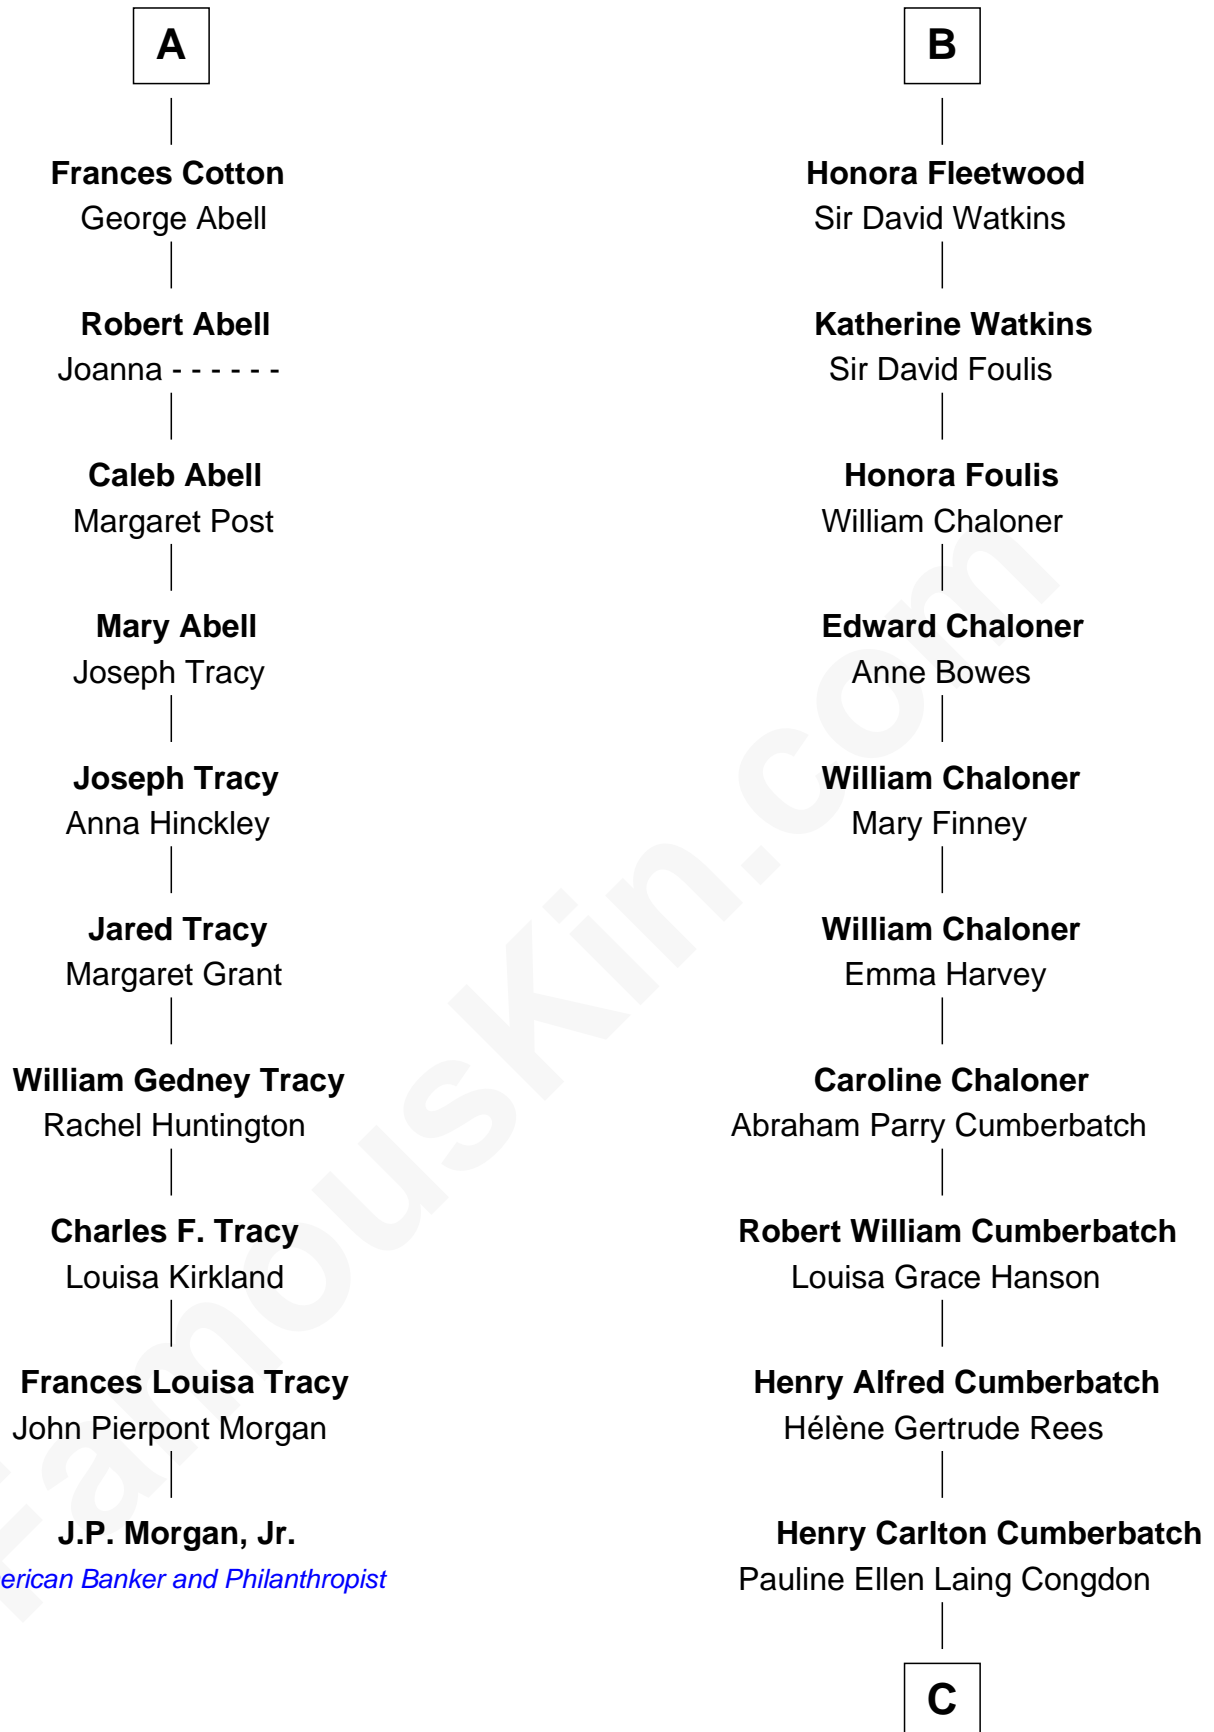 A
Frances Cotton
George Abell
Robert Abell
Joanna - - - - - -
Caleb Abell
Margaret Post
Mary Abell
Joseph Tracy
Joseph Tracy
Anna Hinckley
Jared Tracy
Margaret Grant
William Gedney Tracy
Rachel Huntington
Charles F. Tracy
Louisa Kirkland
Frances Louisa Tracy
John Pierpont Morgan
J.P. Morgan, Jr.
erican Banker and Philanthropist
B
Honora Fleetwood
Sir David Watkins
Katherine Watkins
Sir David Foulis
Honora Foulis
William Chaloner
Edward Chaloner
Anne Bowes
William Chaloner
Mary Finney
William Chaloner
Emma Harvey
Caroline Chaloner
Abraham Parry Cumberbatch
Robert William Cumberbatch
Louisa Grace Hanson
Henry Alfred Cumberbatch
Hélène Gertrude Rees
Henry Carlton Cumberbatch
Pauline Ellen Laing Congdon
C
FamousKin.com